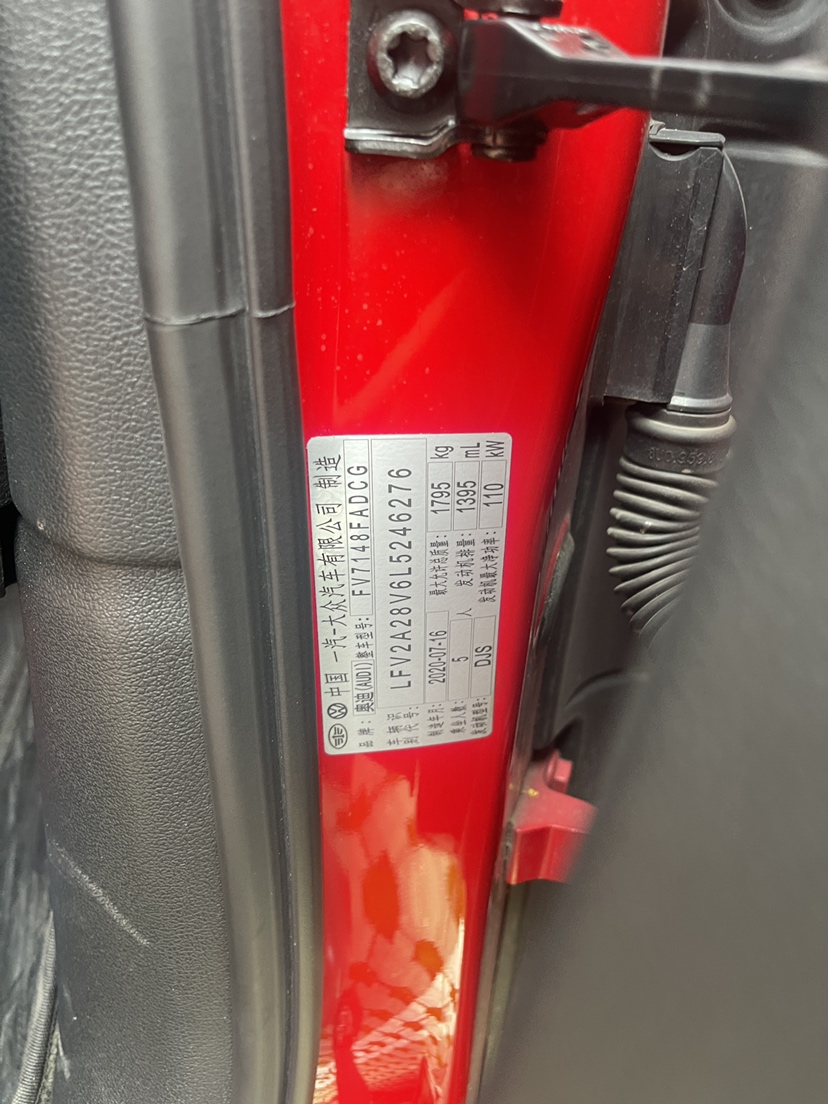 中国 一汽-大众汽车有限公司 制造
品牌: 奥迪(AUDI) 整车型号: FV7148FADCG
车辆识别代号: LFV2A28V6L5246276
制造年月: 2020-07-16 最大允许总质量: 1795 kg
乘坐人数: 5 人 发动机排量: 1395 mL
发动机型号: DJS 发动机最大净功率: 110 kW